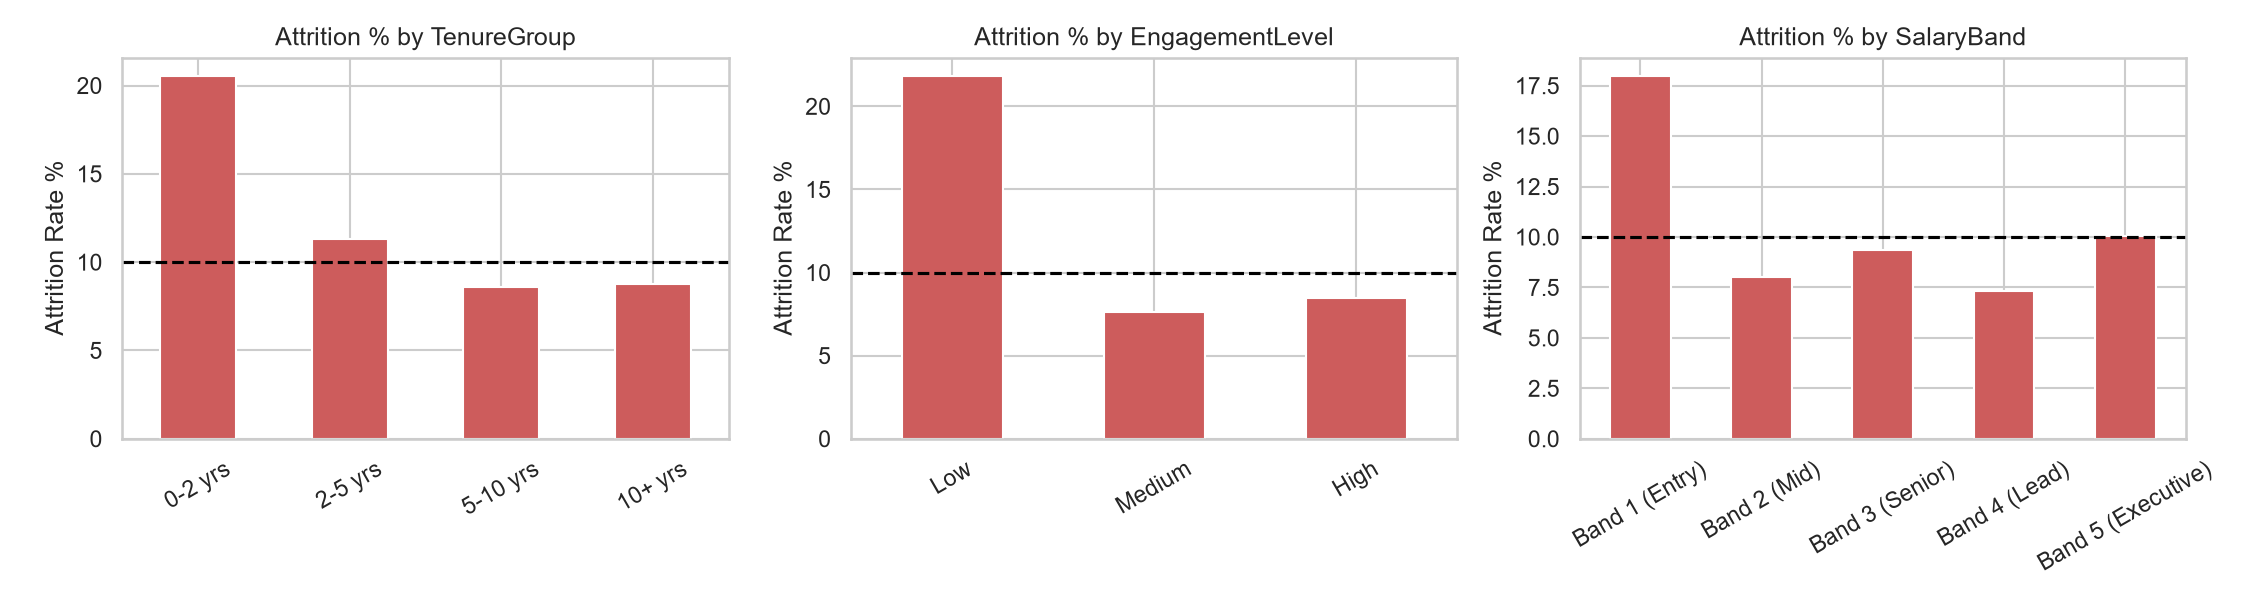 Attrition % by TenureGroup
Attrition Rate %
20
15
10
5
0
0-2 yrs
2-5 yrs
5-10 yrs
10+ yrs
Attrition % by EngagementLevel
Attrition Rate %
20
15
10
5
0
Low
Medium
High
Attrition % by SalaryBand
Attrition Rate %
17.5
15.0
12.5
10.0
7.5
5.0
2.5
0.0
Band 1 (Entry)
Band 2 (Mid)
Band 3 (Senior)
Band 4 (Lead)
Band 5 (Executive)